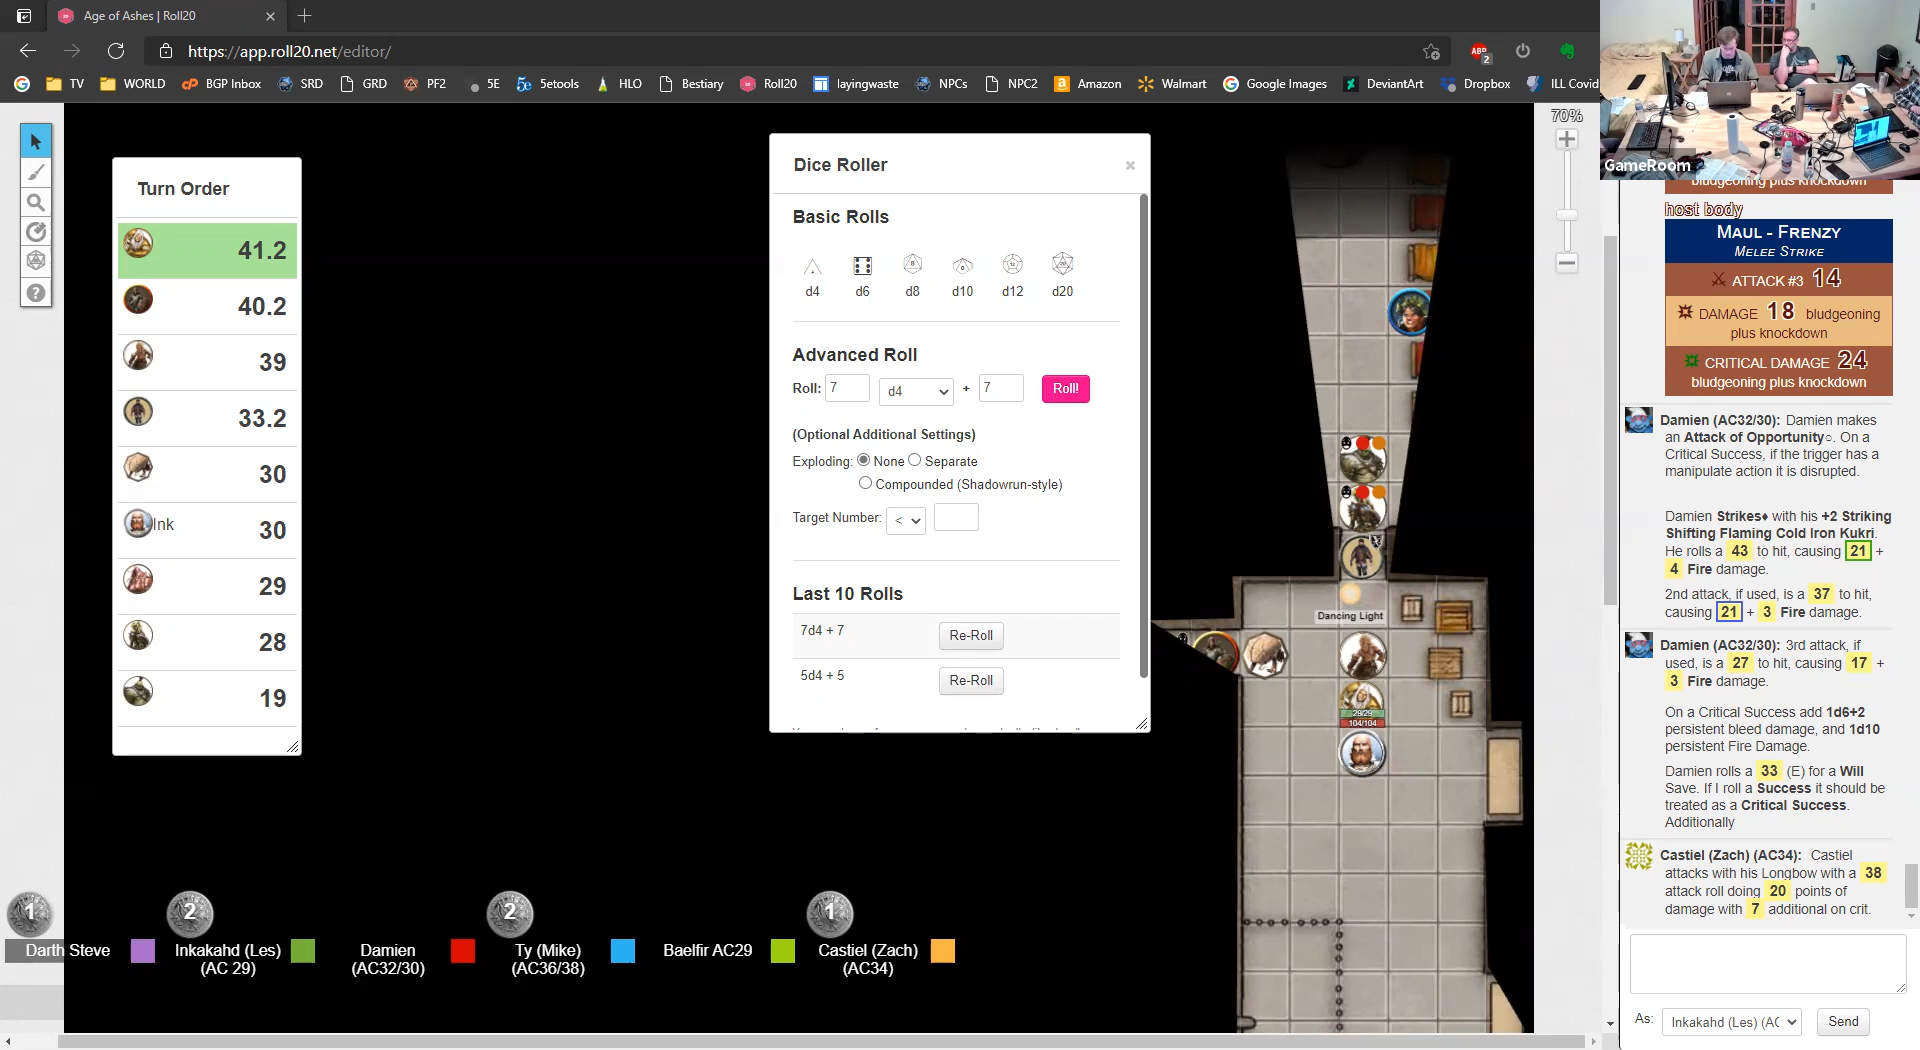 Age of Ashes | Roll20
https://app.roll20.net/editor/
ABP
2
TV
WORLD
BGP Inbox
SRD
GRD
PF2
5E
5etools
HLO
Bestiary
Roll20
layingwaste
NPCs
NPC2
Amazon
Walmart
Google Images
DeviantArt
Dropbox
ILL Covid
GameRoom
70%
Turn Order
41.2
40.2
39
33.2
30
Ink 30
29
28
19
Dice Roller
Basic Rolls
d4 d6 d8 d10 d12 d20
Advanced Roll
Roll: 7 d4 + 7 Roll!
(Optional Additional Settings)
Exploding: None Separate
Compounded (Shadowrun-style)
Target Number: <
Last 10 Rolls
7d4 + 7 Re-Roll
5d4 + 5 Re-Roll
Dancing Light
29/29
104/104
bludgeoning plus knockdown
host body
MAUL - FRENZY
MELEE STRIKE
ATTACK #3 14
DAMAGE 18 bludgeoning
plus knockdown
CRITICAL DAMAGE 24
bludgeoning plus knockdown
Damien (AC32/30): Damien makes
an Attack of Opportunity○. On a
Critical Success, if the trigger has a
manipulate action it is disrupted.
Damien Strikes♦ with his +2 Striking
Shifting Flaming Cold Iron Kukri.
He rolls a 43 to hit, causing 21 +
4 Fire damage.
2nd attack, if used, is a 37 to hit,
causing 21 + 3 Fire damage.
Damien (AC32/30): 3rd attack, if
used, is a 27 to hit, causing 17 +
3 Fire damage.
On a Critical Success add 1d6+2
persistent bleed damage, and 1d10
persistent Fire Damage.
Damien rolls a 33 (E) for a Will
Save. If I roll a Success it should be
treated as a Critical Success.
Additionally
Castiel (Zach) (AC34): Castiel
attacks with his Longbow with a 38
attack roll doing 20 points of
damage with 7 additional on crit.
As: Inkakahd (Les) (AC Send
1
2
2
1
Darth Steve
Inkakahd (Les)
(AC 29)
Damien
(AC32/30)
Ty (Mike)
(AC36/38)
Baelfir AC29
Castiel (Zach)
(AC34)